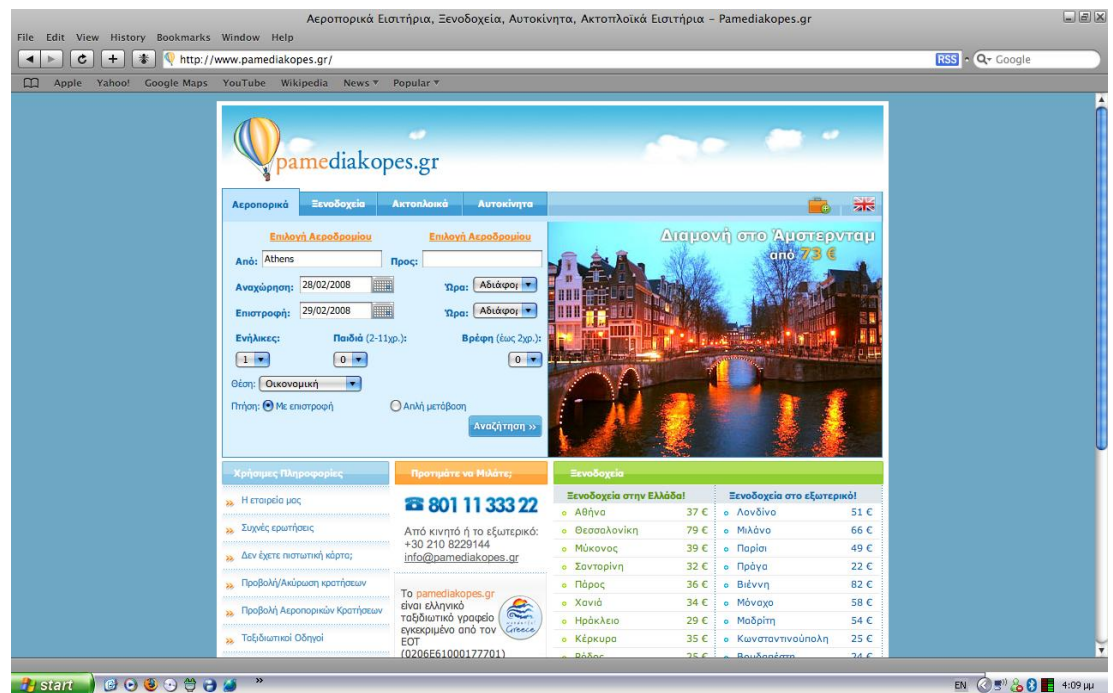 Αεροπορικά Εισιτήρια, Ξενοδοχεία, Αυτοκίνητα, Ακτοπλοϊκά Εισιτήρια – Pamediakopes.gr
File Edit View History Bookmarks Window Help
http://www.pamediakopes.gr/ RSS Google
Apple Yahoo! Google Maps YouTube Wikipedia News Popular
pamediakopes.gr
Αεροπορικά Ξενοδοχεία Ακτοπλοικά Αυτοκίνητα
Επιλογή Αεροδρομίου Επιλογή Αεροδρομίου
Από: Athens Προς:
Αναχώρηση: 28/02/2008 Ώρα: Αδιάφορ
Επιστροφή: 29/02/2008 Ώρα: Αδιάφορ
Ενήλικες: Παιδιά (2-11χρ.): Βρέφη (έως 2χρ.):
1 0 0
Θέση: Οικονομική
Πτήση: Με επιστροφή Απλή μετάβαση
Αναζήτηση »
Διαμονή στο Άμστερνταμ
από 73 €
Χρήσιμες Πληροφορίες
Η εταιρεία μας
Συχνές ερωτήσεις
Δεν έχετε πιστωτική κάρτα;
Προβολή/Ακύρωση κρατήσεων
Προβολή Αεροπορικών Κρατήσεων
Ταξιδιωτικοί Οδηγοί
Προτιμάτε να Μιλάτε;
801 11 333 22
Από κινητό ή το εξωτερικό:
+30 210 8229144
info@pamediakopes.gr
Το pamediakopes.gr
είναι ελληνικό
ταξιδιωτικό γραφείο
εγκεκριμένο από τον
ΕΟΤ
(0206E61000177701)
Greece
Ξενοδοχεία
Ξενοδοχεία στην Ελλάδα!
Αθήνα 37 €
Θεσσαλονίκη 79 €
Μύκονος 39 €
Σαντορίνη 32 €
Πάρος 36 €
Χανιά 34 €
Ηράκλειο 29 €
Κέρκυρα 35 €
Ρόδος 25 €
Ξενοδοχεία στο εξωτερικό!
Λονδίνο 51 €
Μιλάνο 66 €
Παρίσι 49 €
Πράγα 22 €
Βιέννη 82 €
Μόναχο 58 €
Μαδρίτη 54 €
Κωνσταντινούπολη 25 €
Βουδαπέστη 24 €
start » EN 4:09 μμ